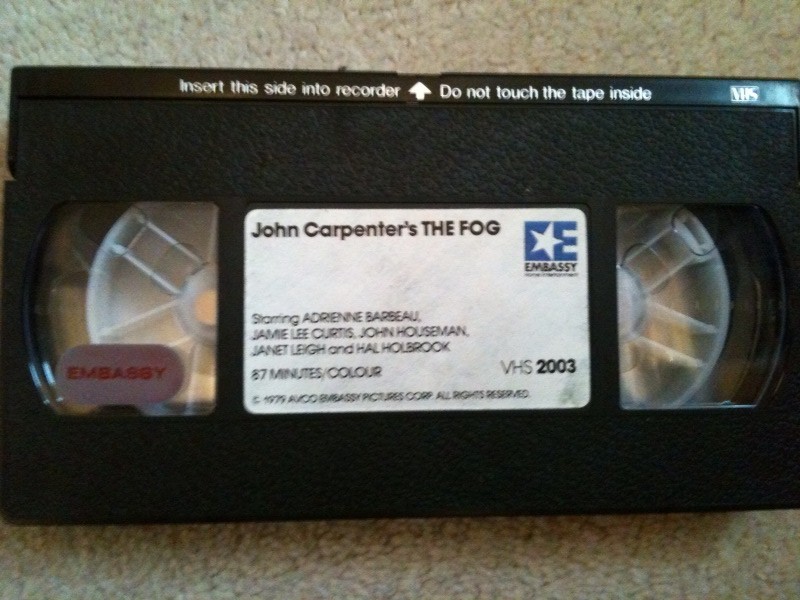 Insert this side into recorder Do not touch the tape inside VHS
John Carpenter's THE FOG
E
EMBASSY
Home Entertainment
Starring ADRIENNE BARBEAU,
JAMIE LEE CURTIS, JOHN HOUSEMAN,
JANET LEIGH and HAL HOLBROOK
EMBASSY
87 MINUTES/COLOUR
VHS 2003
© 1979 AVCO EMBASSY PICTURES CORP. ALL RIGHTS RESERVED.